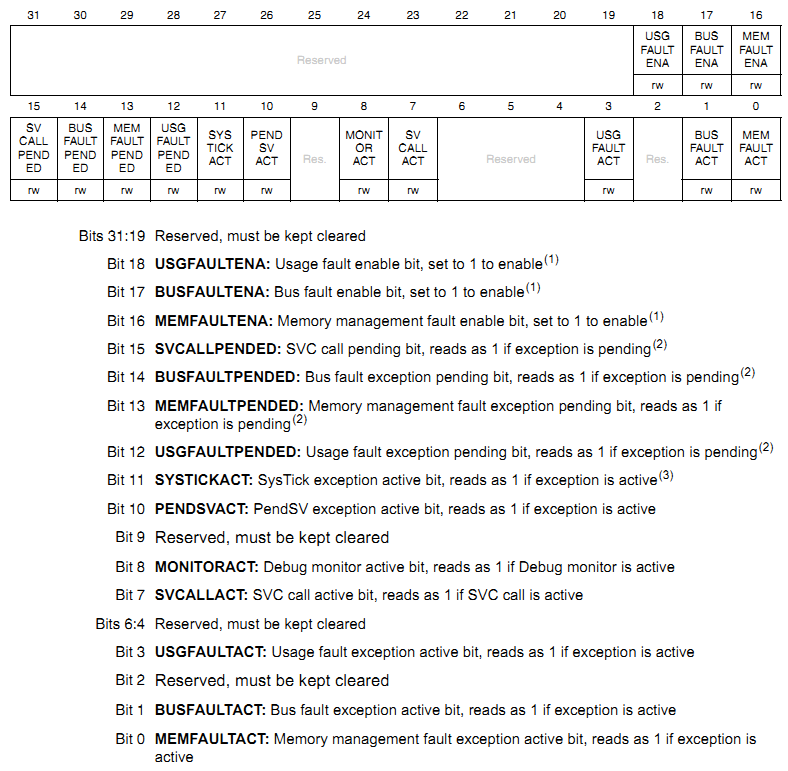 31 30 29 28 27 26 25 24 23 22 21 20 19 18 17 16
Reserved
USG FAULT ENA
BUS FAULT ENA
MEM FAULT ENA
rw rw rw
15 14 13 12 11 10 9 8 7 6 5 4 3 2 1 0
SV CALL PEND ED
BUS FAULT PEND ED
MEM FAULT PEND ED
USG FAULT PEND ED
SYS TICK ACT
PEND SV ACT
Res.
MONIT OR ACT
SV CALL ACT
Reserved
USG FAULT ACT
Res.
BUS FAULT ACT
MEM FAULT ACT
rw rw rw rw rw rw rw rw rw rw rw
Bits 31:19 Reserved, must be kept cleared
Bit 18 USGFAULTENA: Usage fault enable bit, set to 1 to enable(1)
Bit 17 BUSFAULTENA: Bus fault enable bit, set to 1 to enable(1)
Bit 16 MEMFAULTENA: Memory management fault enable bit, set to 1 to enable(1)
Bit 15 SVCALLPENDED: SVC call pending bit, reads as 1 if exception is pending(2)
Bit 14 BUSFAULTPENDED: Bus fault exception pending bit, reads as 1 if exception is pending(2)
Bit 13 MEMFAULTPENDED: Memory management fault exception pending bit, reads as 1 if
exception is pending(2)
Bit 12 USGFAULTPENDED: Usage fault exception pending bit, reads as 1 if exception is pending(2)
Bit 11 SYSTICKACT: SysTick exception active bit, reads as 1 if exception is active(3)
Bit 10 PENDSVACT: PendSV exception active bit, reads as 1 if exception is active
Bit 9 Reserved, must be kept cleared
Bit 8 MONITORACT: Debug monitor active bit, reads as 1 if Debug monitor is active
Bit 7 SVCALLACT: SVC call active bit, reads as 1 if SVC call is active
Bits 6:4 Reserved, must be kept cleared
Bit 3 USGFAULTACT: Usage fault exception active bit, reads as 1 if exception is active
Bit 2 Reserved, must be kept cleared
Bit 1 BUSFAULTACT: Bus fault exception active bit, reads as 1 if exception is active
Bit 0 MEMFAULTACT: Memory management fault exception active bit, reads as 1 if exception is
active